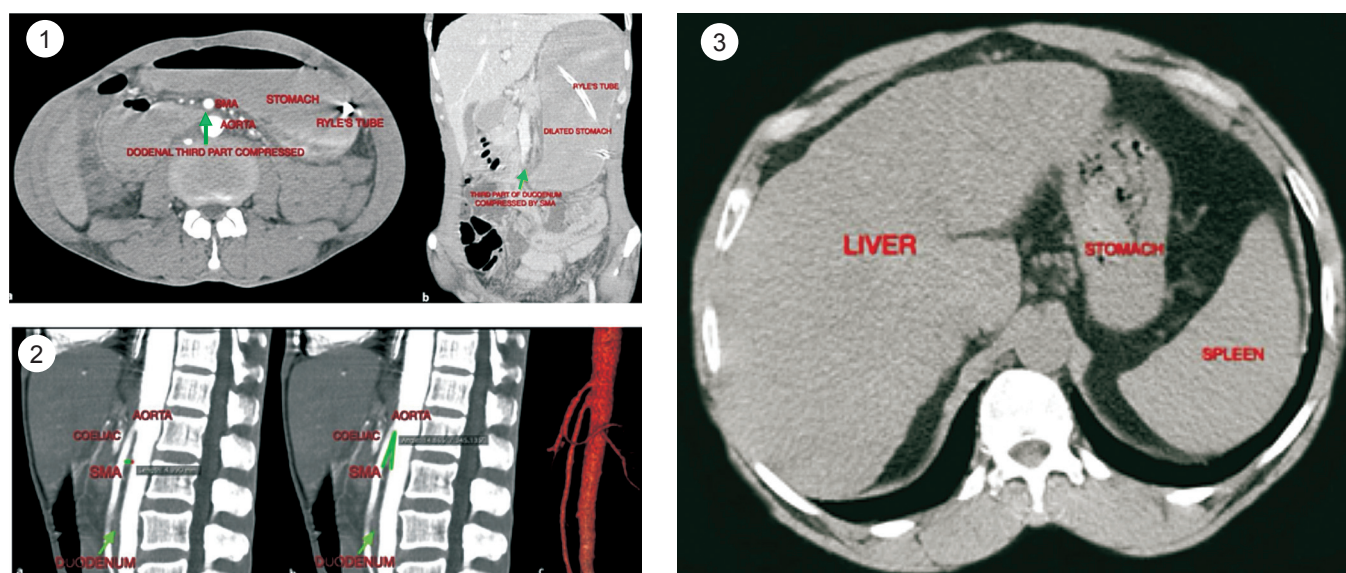 1
SMA
STOMACH
AORTA
RYLE'S TUBE
DODENAL THIRD PART COMPRESSED
a
RYLE'S TUBE
DILATED STOMACH
THIRD PART OF DUODENUM
COMPRESSED BY SMA
b
2
AORTA
COELIAC
SMA
DUODENUM
a
AORTA
COELIAC
SMA
DUODENUM
c
3
LIVER
STOMACH
SPLEEN